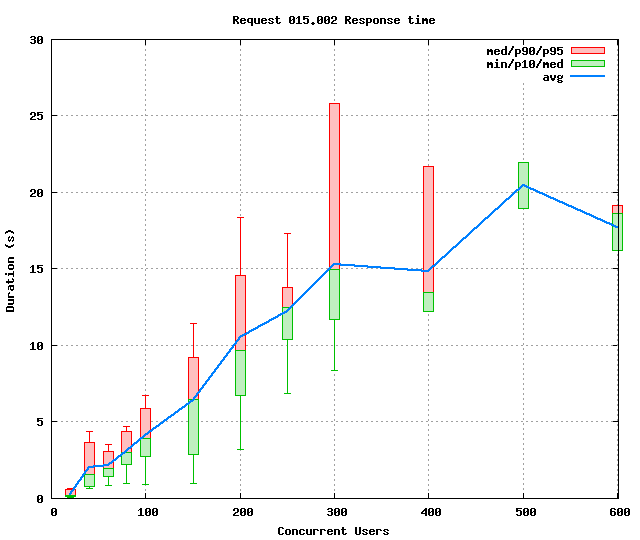 Request 015.002 Response time
med/p90/p95
min/p10/med
avg
30
25
20
15
10
5
0
Duration (s)
0 100 200 300 400 500 600
Concurrent Users